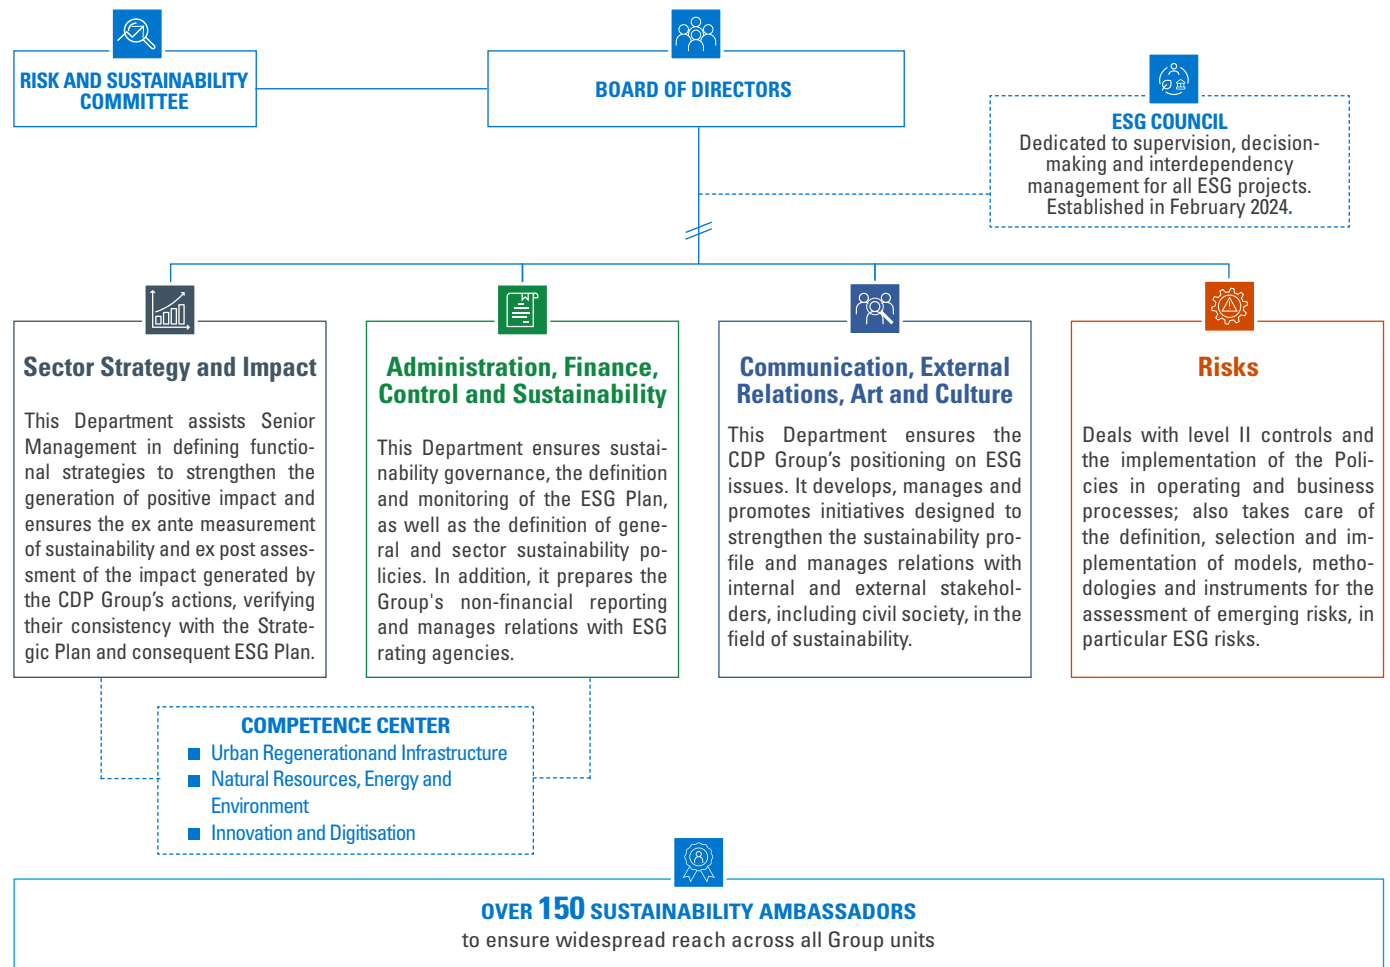 RISK AND SUSTAINABILITY
COMMITTEE
BOARD OF DIRECTORS
ESG COUNCIL
Dedicated to supervision, decision-
making and interdependency
management for all ESG projects.
Established in February 2024.
Sector Strategy and Impact
This Department assists Senior
Management in defining functio-
nal strategies to strengthen the
generation of positive impact and
ensures the ex ante measurement
of sustainability and ex post asses-
sment of the impact generated by
the CDP Group’s actions, verifying
their consistency with the Strate-
gic Plan and consequent ESG Plan.
Administration, Finance,
Control and Sustainability
This Department ensures sustai-
nability governance, the definition
and monitoring of the ESG Plan,
as well as the definition of gene-
ral and sector sustainability po-
licies. In addition, it prepares the
Group's non-financial reporting
and manages relations with ESG
rating agencies.
Communication, External
Relations, Art and Culture
This Department ensures the
CDP Group’s positioning on ESG
issues. It develops, manages and
promotes initiatives designed to
strengthen the sustainability pro-
file and manages relations with
internal and external stakehol-
ders, including civil society, in the
field of sustainability.
Risks
Deals with level II controls and
the implementation of the Poli-
cies in operating and business
processes; also takes care of
the definition, selection and im-
plementation of models, metho-
dologies and instruments for the
assessment of emerging risks, in
particular ESG risks.
COMPETENCE CENTER
■ Urban Regenerationand Infrastructure
■ Natural Resources, Energy and
Environment
■ Innovation and Digitisation
OVER 150 SUSTAINABILITY AMBASSADORS
to ensure widespread reach across all Group units